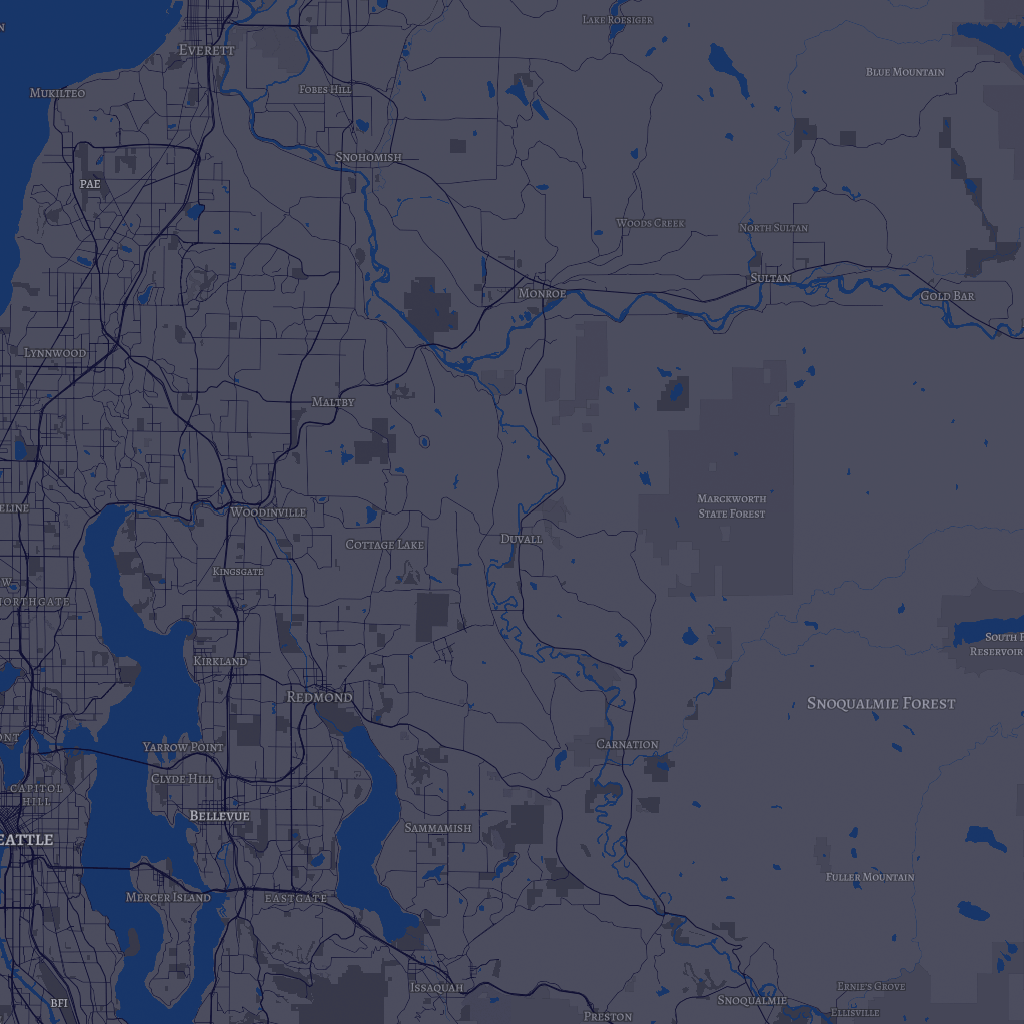 Lake Roesiger
Everett
Blue Mountain
Mukilteo
Fobes Hill
Snohomish
PAE
Woods Creek
North Sultan
Sultan
Monroe
Gold Bar
Lynnwood
Maltby
Marckworth
State Forest
eline
Woodinville
Duvall
Cottage Lake
Kingsgate
w
orthgate
South F
Reservoir
Kirkland
Redmond
Snoqualmie Forest
ont
Yarrow Point
Carnation
Clyde Hill
Capitol
Hill
Bellevue
Sammamish
eattle
Fuller Mountain
Mercer Island
Eastgate
Issaquah
Ernie's Grove
BFI
Snoqualmie
Ellisville
Preston